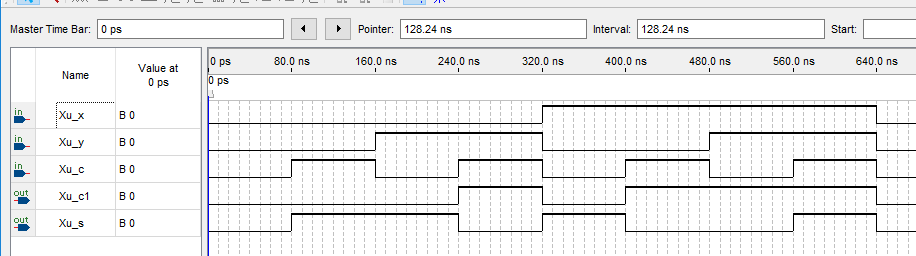 Master Time Bar: 0 ps Pointer: 128.24 ns Interval: 128.24 ns Start:
Name Value at 0 ps
0 ps 80.0 ns 160.0 ns 240.0 ns 320.0 ns 400.0 ns 480.0 ns 560.0 ns 640.0 ns
0 ps
in Xu_x B 0
in Xu_y B 0
in Xu_c B 0
out Xu_c1 B 0
out Xu_s B 0